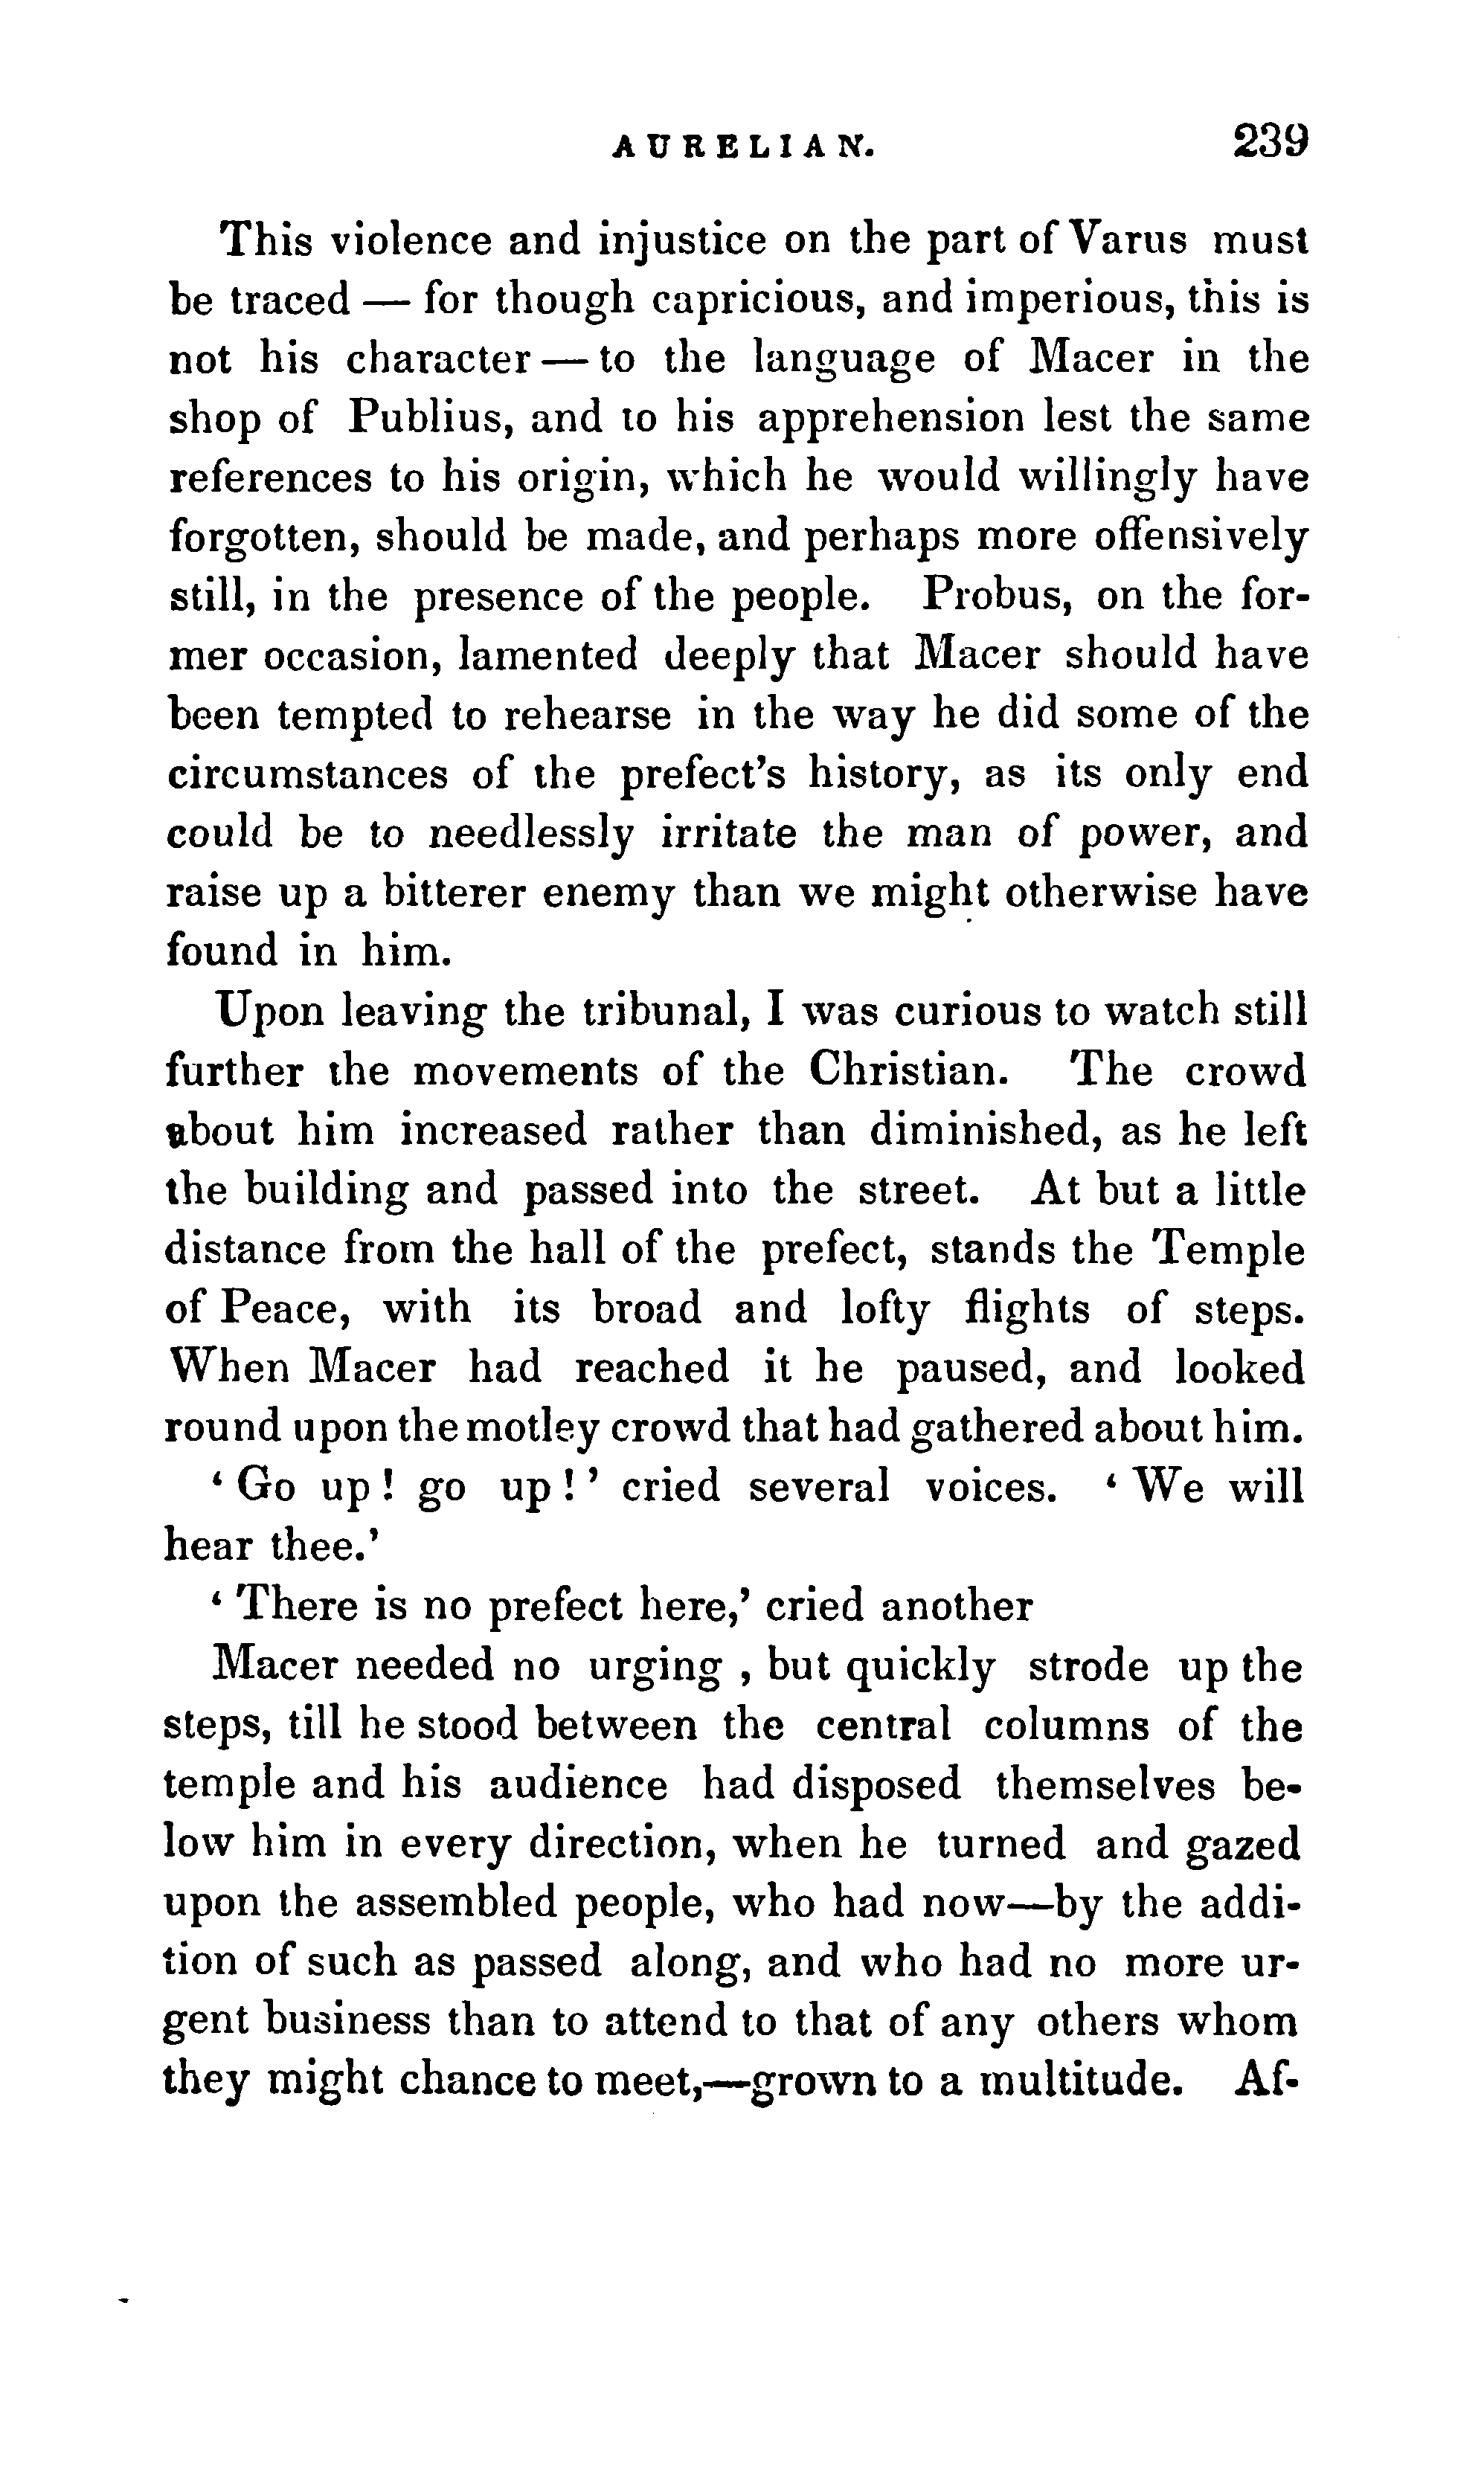 AURELIAN. 239
This violence and injustice on the part of Varus must
be traced — for though capricious, and imperious, this is
not his character — to the language of Macer in the
shop of Publius, and to his apprehension lest the same
references to his origin, which he would willingly have
forgotten, should be made, and perhaps more offensively
still, in the presence of the people. Probus, on the for-
mer occasion, lamented deeply that Macer should have
been tempted to rehearse in the way he did some of the
circumstances of the prefect's history, as its only end
could be to needlessly irritate the man of power, and
raise up a bitterer enemy than we might otherwise have
found in him.
Upon leaving the tribunal, I was curious to watch still
further the movements of the Christian. The crowd
about him increased rather than diminished, as he left
the building and passed into the street. At but a little
distance from the hall of the prefect, stands the Temple
of Peace, with its broad and lofty flights of steps.
When Macer had reached it he paused, and looked
round upon the motley crowd that had gathered about him.
‘ Go up ! go up ! ’ cried several voices. ‘ We will
hear thee.’
‘ There is no prefect here,’ cried another
Macer needed no urging , but quickly strode up the
steps, till he stood between the central columns of the
temple and his audience had disposed themselves be-
low him in every direction, when he turned and gazed
upon the assembled people, who had now—by the addi-
tion of such as passed along, and who had no more ur-
gent business than to attend to that of any others whom
they might chance to meet,—grown to a multitude. Af-